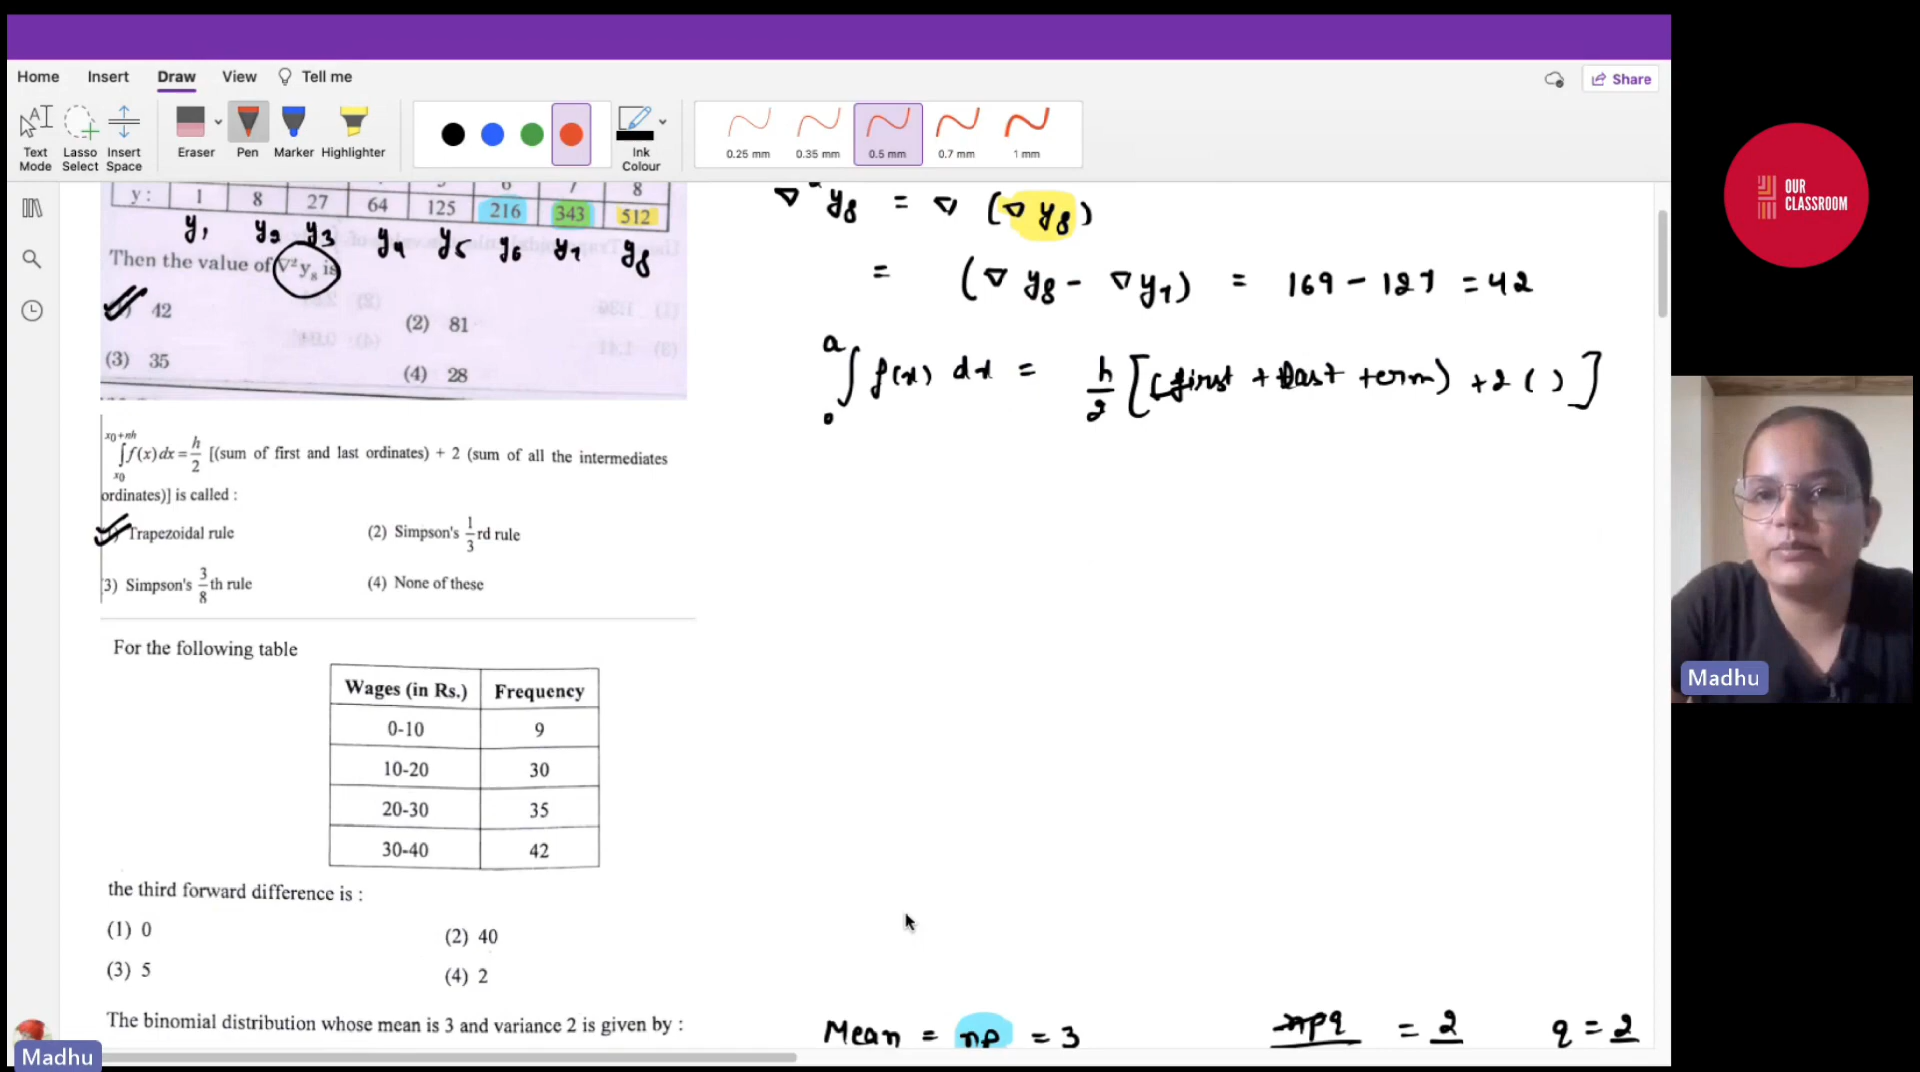 Home Insert Draw View Tell me
Share
Text Mode Lasso Select Insert Space Eraser Pen Marker Highlighter Ink Colour 0.25 mm 0.35 mm 0.5 mm 0.7 mm 1 mm
8
y : 1 8 27 64 125 216 343 512
y₁ y₂ y₃ y₄ y₅ y₆ y₇ y₈
Then the value of ∇²y₈ is
42
(2) 81
(3) 35
(4) 28
∇²y₈ = ∇ (∇ y₈)
= (∇ y₈ - ∇ y₇) = 169 - 127 = 42
∫₀ᵃ f(x) dx = h/2 [(first + last term) + 2 ( )]
∫ₓ₀^(x₀+nh) f(x) dx = h/2 [(sum of first and last ordinates) + 2 (sum of all the intermediates
ordinates)] is called :
Trapezoidal rule
(2) Simpson's 1/3 rd rule
3) Simpson's 3/8 th rule
(4) None of these
For the following table
Wages (in Rs.) Frequency
0-10 9
10-20 30
20-30 35
30-40 42
the third forward difference is :
(1) 0
(2) 40
(3) 5
(4) 2
The binomial distribution whose mean is 3 and variance 2 is given by :
Mean = np = 3
npq = 2
q = 2
OUR CLASSROOM
Madhu
Madhu